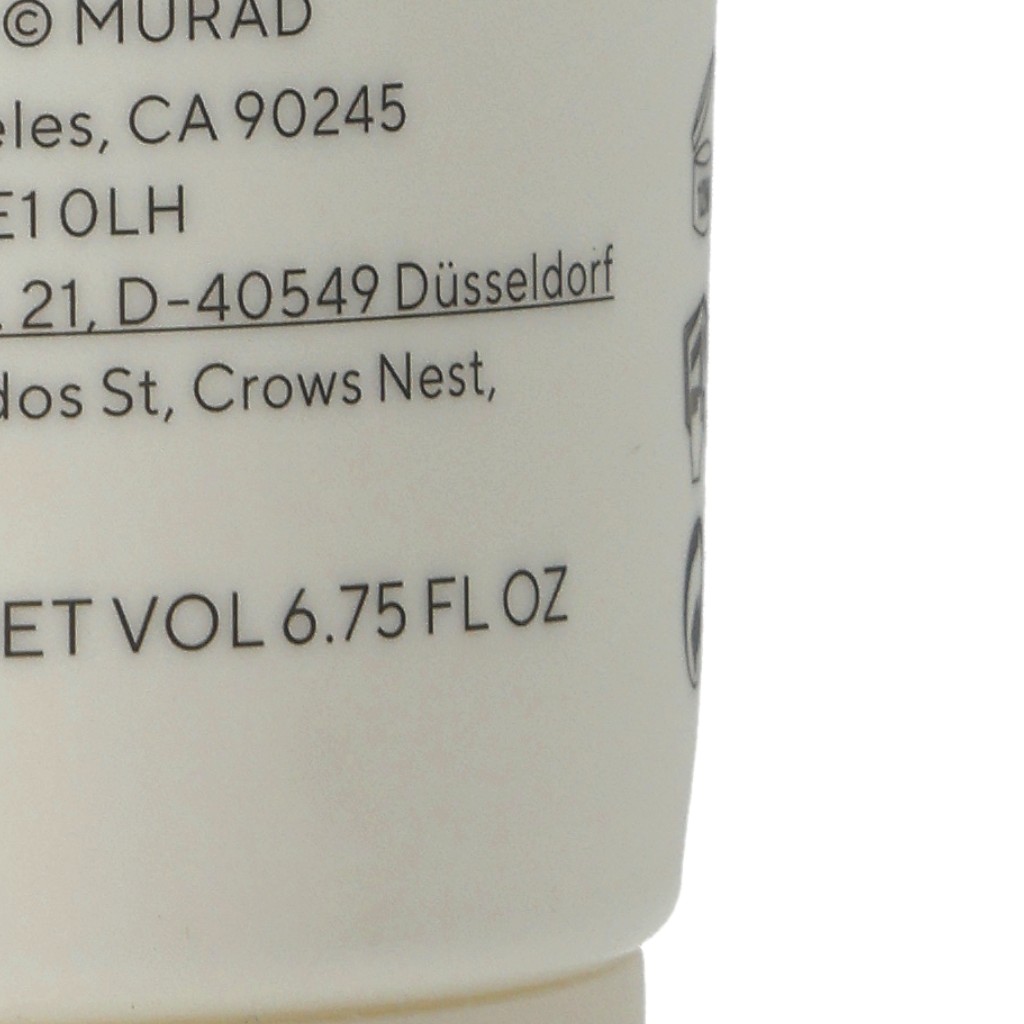 © MURAD
eles, CA 90245
E1 0LH
21, D-40549 Düsseldorf
dos St, Crows Nest,
ET VOL 6.75 FL OZ